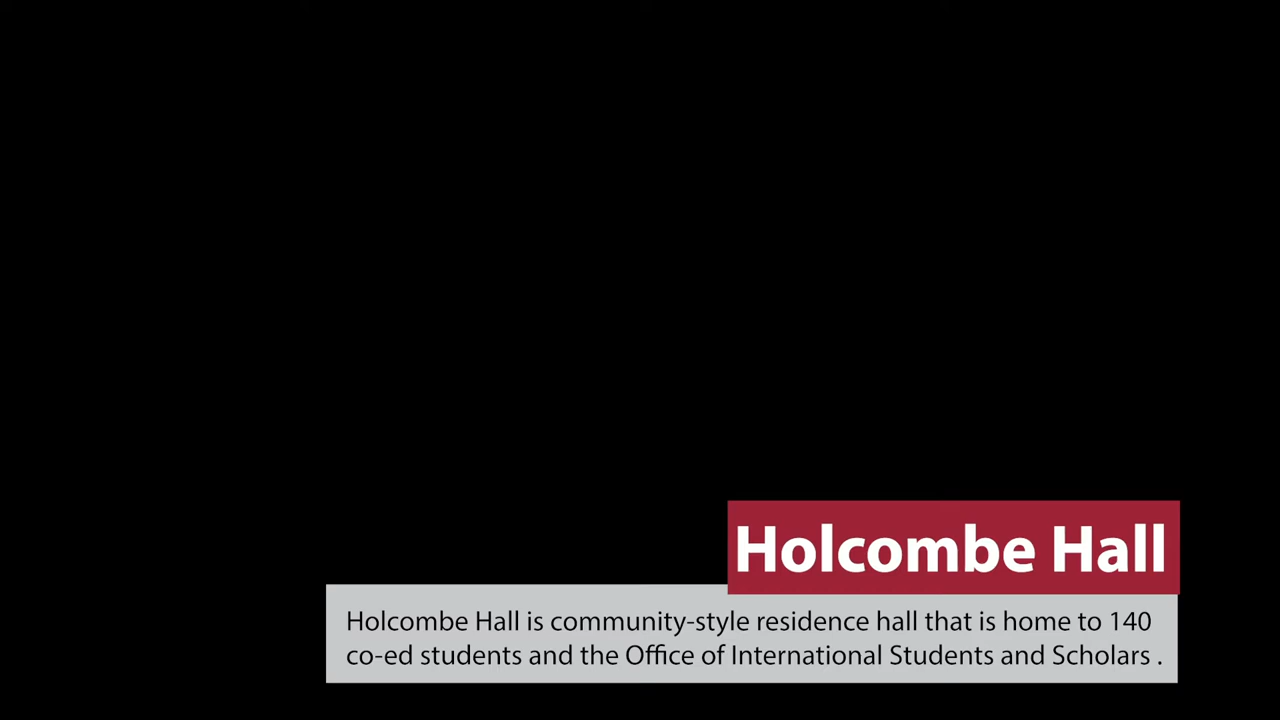 Holcombe Hall
Holcombe Hall is community-style residence hall that is home to 140
co-ed students and the Office of International Students and Scholars .